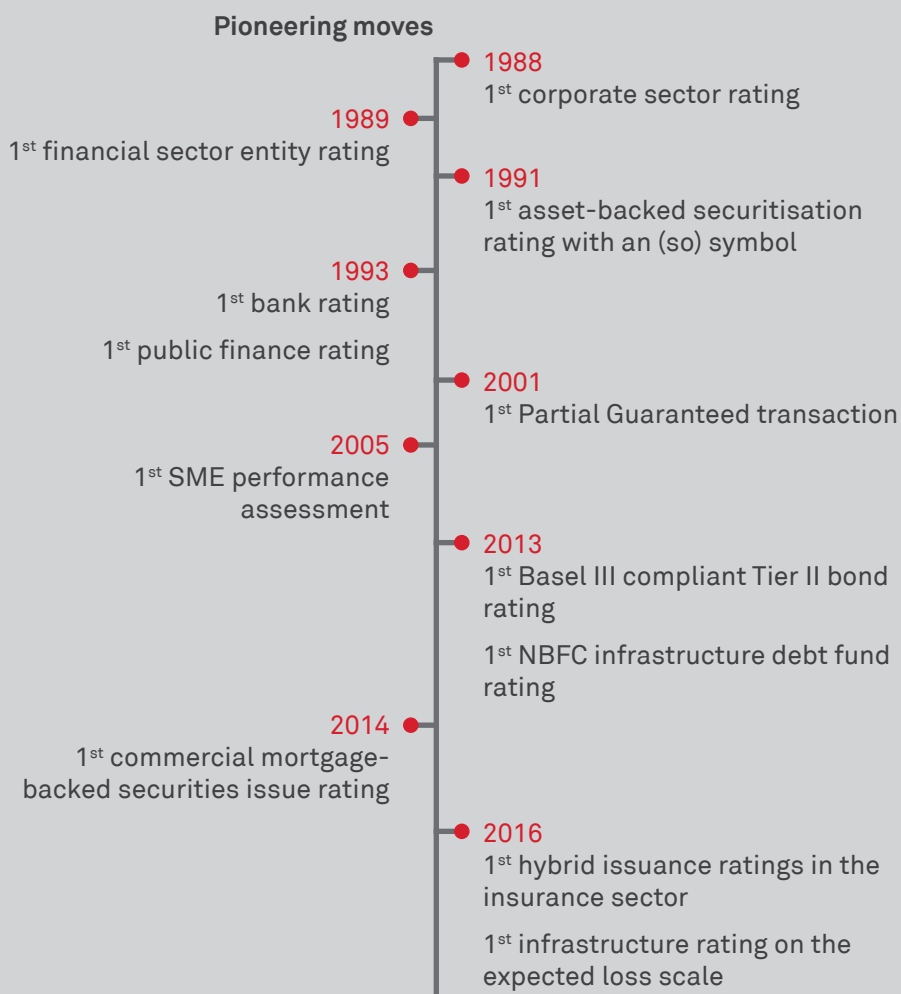 Pioneering moves
1988
1st corporate sector rating
1989
1st financial sector entity rating
1991
1st asset-backed securitisation
rating with an (so) symbol
1993
1st bank rating
1st public finance rating
2001
1st Partial Guaranteed transaction
2005
1st SME performance
assessment
2013
1st Basel III compliant Tier II bond
rating
1st NBFC infrastructure debt fund
rating
2014
1st commercial mortgage-
backed securities issue rating
2016
1st hybrid issuance ratings in the
insurance sector
1st infrastructure rating on the
expected loss scale